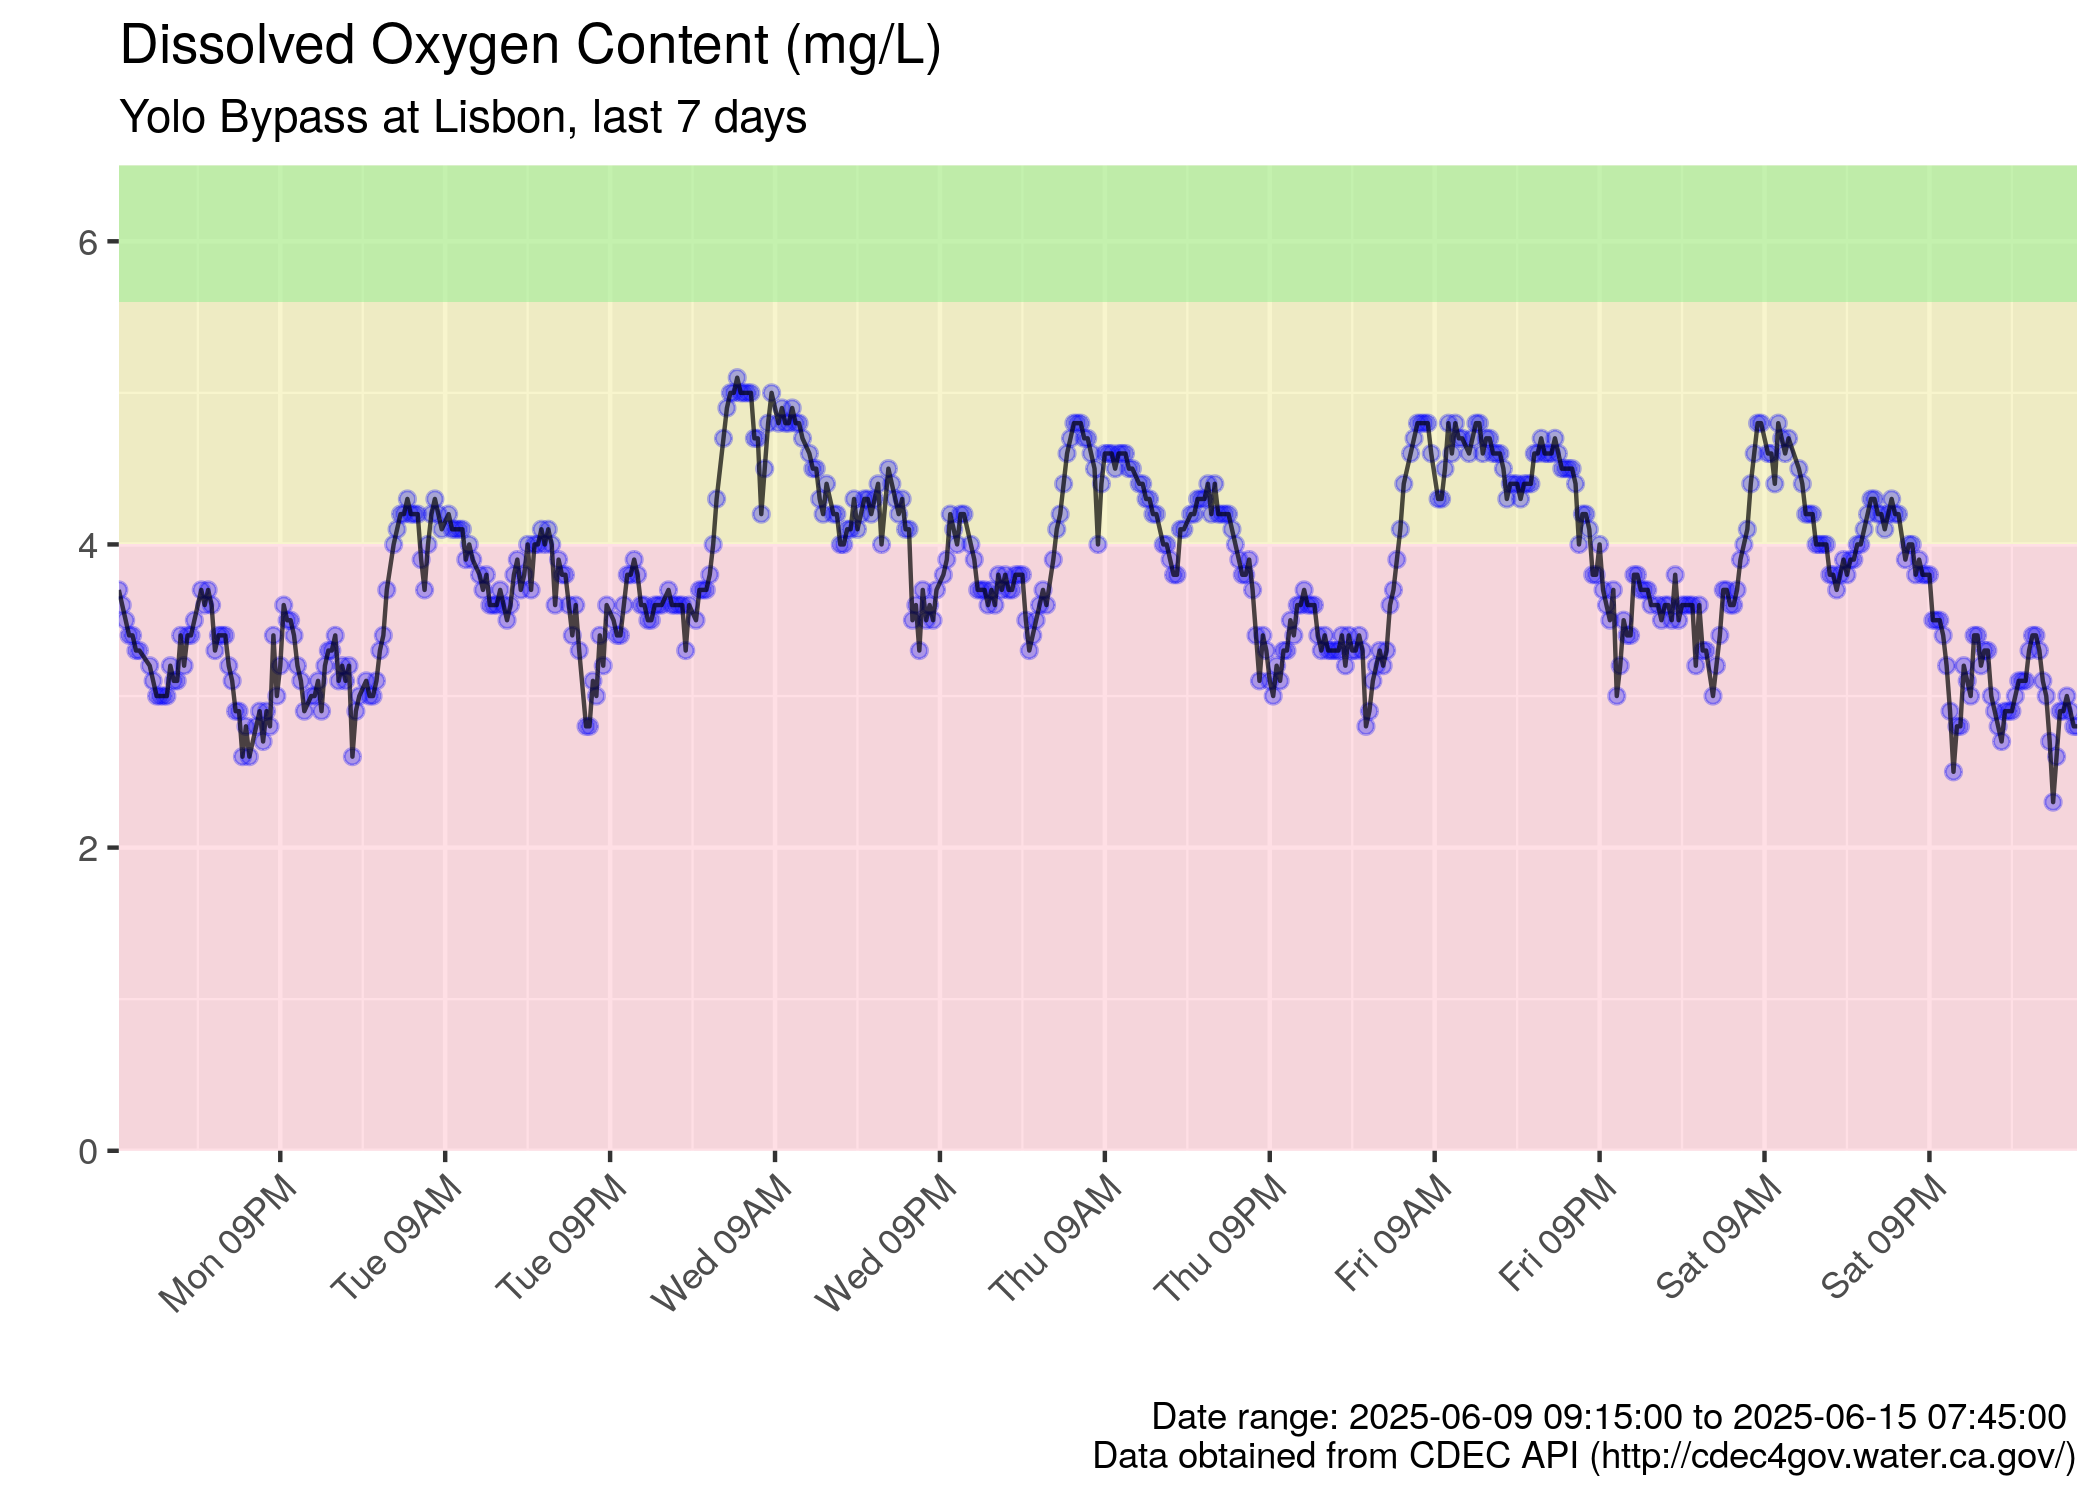 Dissolved Oxygen Content (mg/L)
Yolo Bypass at Lisbon, last 7 days
6
4
2
0
Mon 09PM
Tue 09AM
Tue 09PM
Wed 09AM
Wed 09PM
Thu 09AM
Thu 09PM
Fri 09AM
Fri 09PM
Sat 09AM
Sat 09PM
Date range: 2025-06-09 09:15:00 to 2025-06-15 07:45:00
Data obtained from CDEC API (http://cdec4gov.water.ca.gov/)